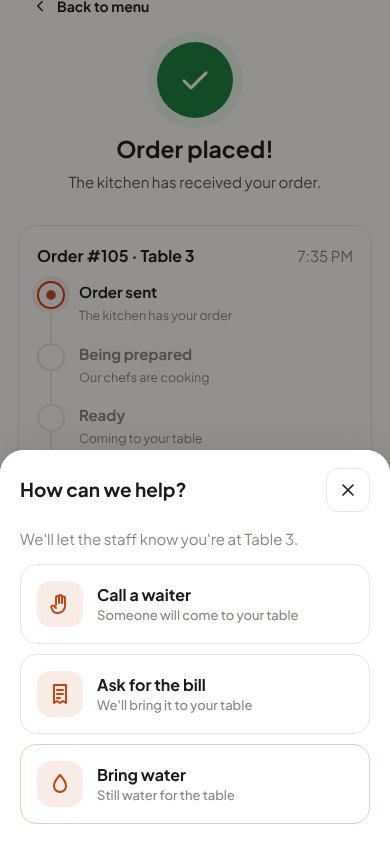 Back to menu
Order placed!
The kitchen has received your order.
Order #105 · Table 3
7:35 PM
Order sent
The kitchen has your order
Being prepared
Our chefs are cooking
Ready
Coming to your table
How can we help?
We'll let the staff know you're at Table 3.
Call a waiter
Someone will come to your table
Ask for the bill
We'll bring it to your table
Bring water
Still water for the table